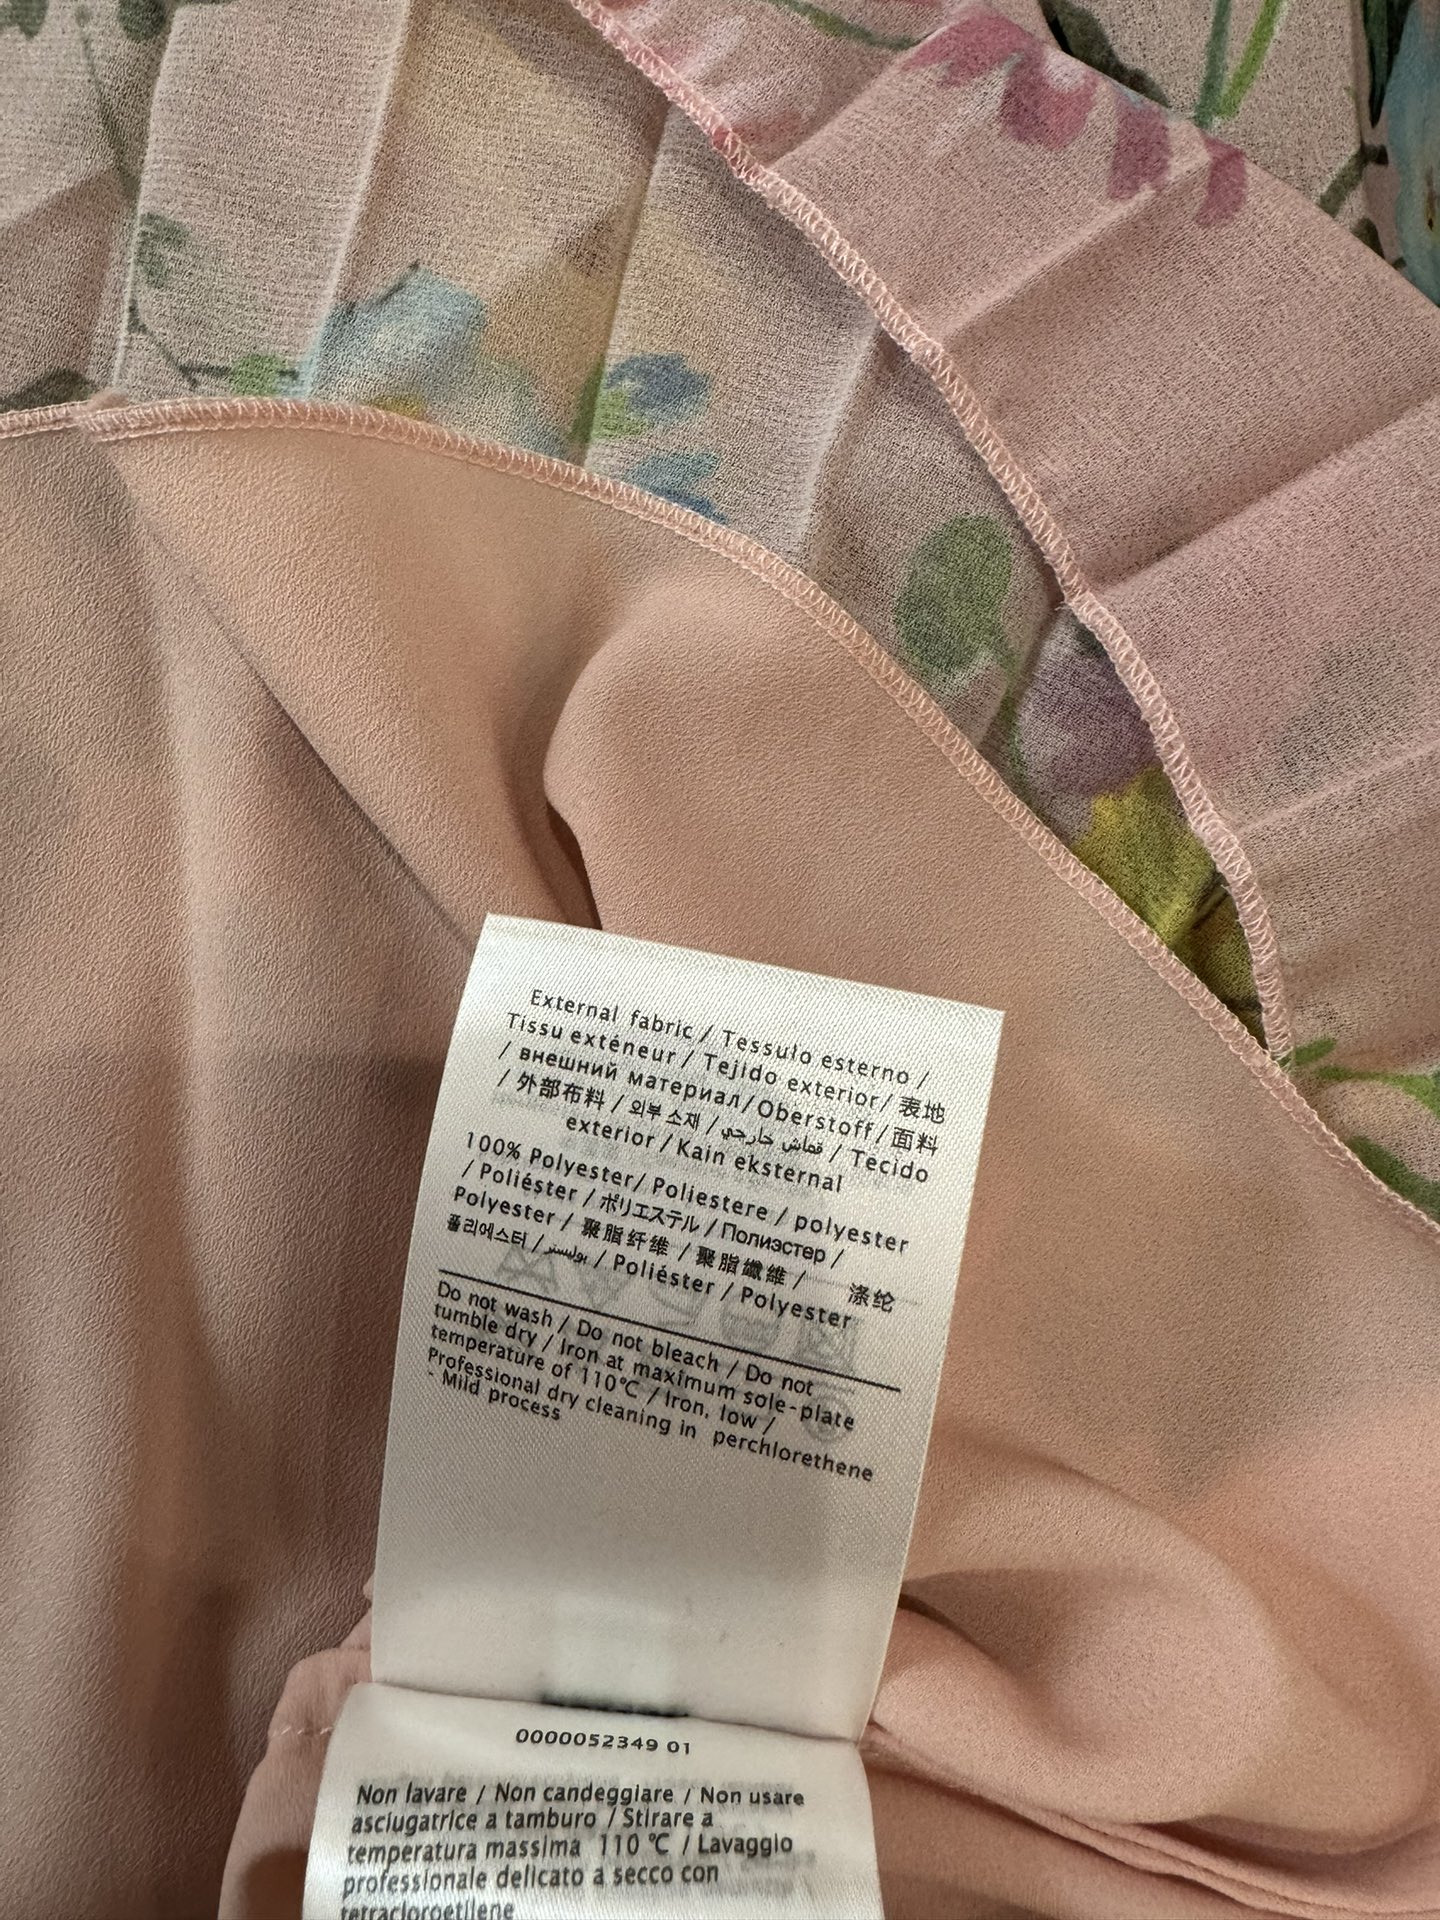 External fabric / Tessuto esterno /
Tissu exténeur / Tejido exterior / 表地
/ внешний материал / Oberstoff / 面料
/ 外部布料 / 외부 소재 / قماش خارجي / Tecido
exterior / Kain eksternal
100% Polyester / Poliestere / polyester
/ Poliéster / ポリエステル / Полиэстер /
Polyester / 聚脂纤维 / 聚脂纖維 / 涤纶
폴리에스터 / بوليستر / Poliéster / Polyester
Do not wash / Do not bleach / Do not
tumble dry / Iron at maximum sole-plate
temperature of 110°C / Iron, low /
Professional dry cleaning in perchlorethene
- Mild process
0000052349 01
Non lavare / Non candeggiare / Non usare
asciugatrice a tamburo / Stirare a
temperatura massima 110 °C / Lavaggio
professionale delicato a secco con
tetracloroetilene